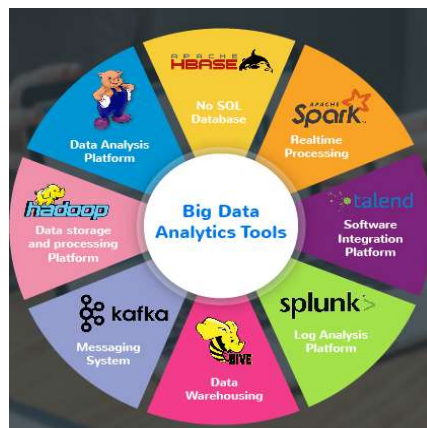 Big Data
Analytics Tools
APACHE
HBASE
No SQL
Database
APACHE
Spark
Realtime
Processing
talend
Software
Integration
Platform
splunk>
Log Analysis
Platform
HIVE
Data
Warehousing
kafka
Messaging
System
hadoop
Data storage
and processing
Platform
Data Analysis
Platform